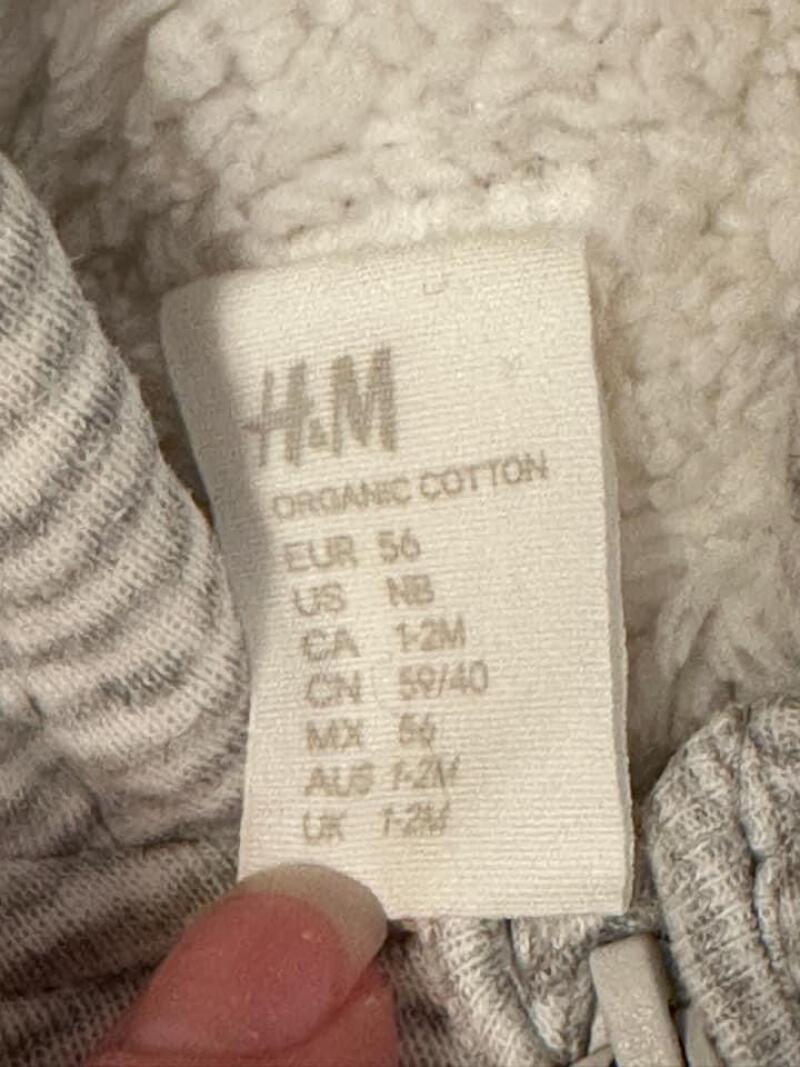 H&M
ORGANIC COTTON
EUR 56
US NB
CA 1-2M
CN 59/40
MX 56
AUS 1-2M
UK 1-2M